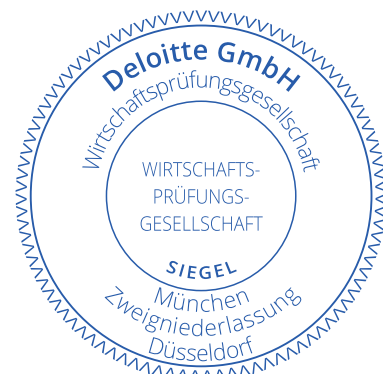 Deloitte GmbH
Wirtschaftsprüfungsgesellschaft
WIRTSCHAFTS-
PRÜFUNGS-
GESELLSCHAFT
SIEGEL
München
Zweigniederlassung
Düsseldorf